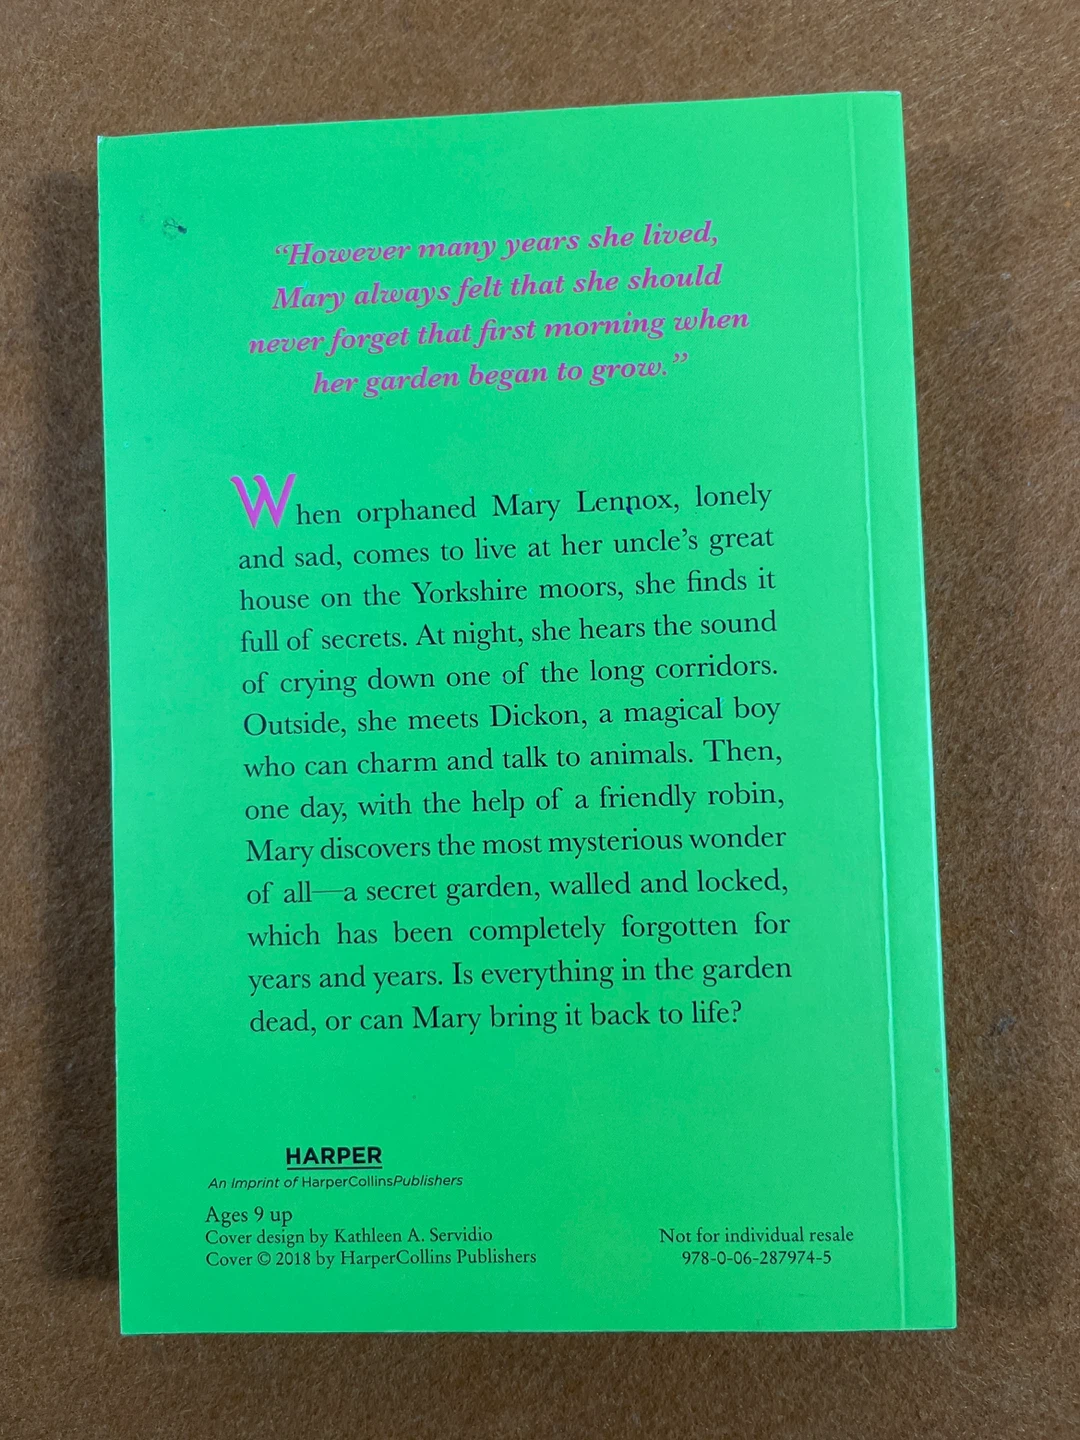 “However many years she lived,
Mary always felt that she should
never forget that first morning when
her garden began to grow.”
When orphaned Mary Lennox, lonely
and sad, comes to live at her uncle’s great
house on the Yorkshire moors, she finds it
full of secrets. At night, she hears the sound
of crying down one of the long corridors.
Outside, she meets Dickon, a magical boy
who can charm and talk to animals. Then,
one day, with the help of a friendly robin,
Mary discovers the most mysterious wonder
of all—a secret garden, walled and locked,
which has been completely forgotten for
years and years. Is everything in the garden
dead, or can Mary bring it back to life?
HARPER
An Imprint of HarperCollinsPublishers
Ages 9 up
Cover design by Kathleen A. Servidio
Cover © 2018 by HarperCollins Publishers
Not for individual resale
978-0-06-287974-5